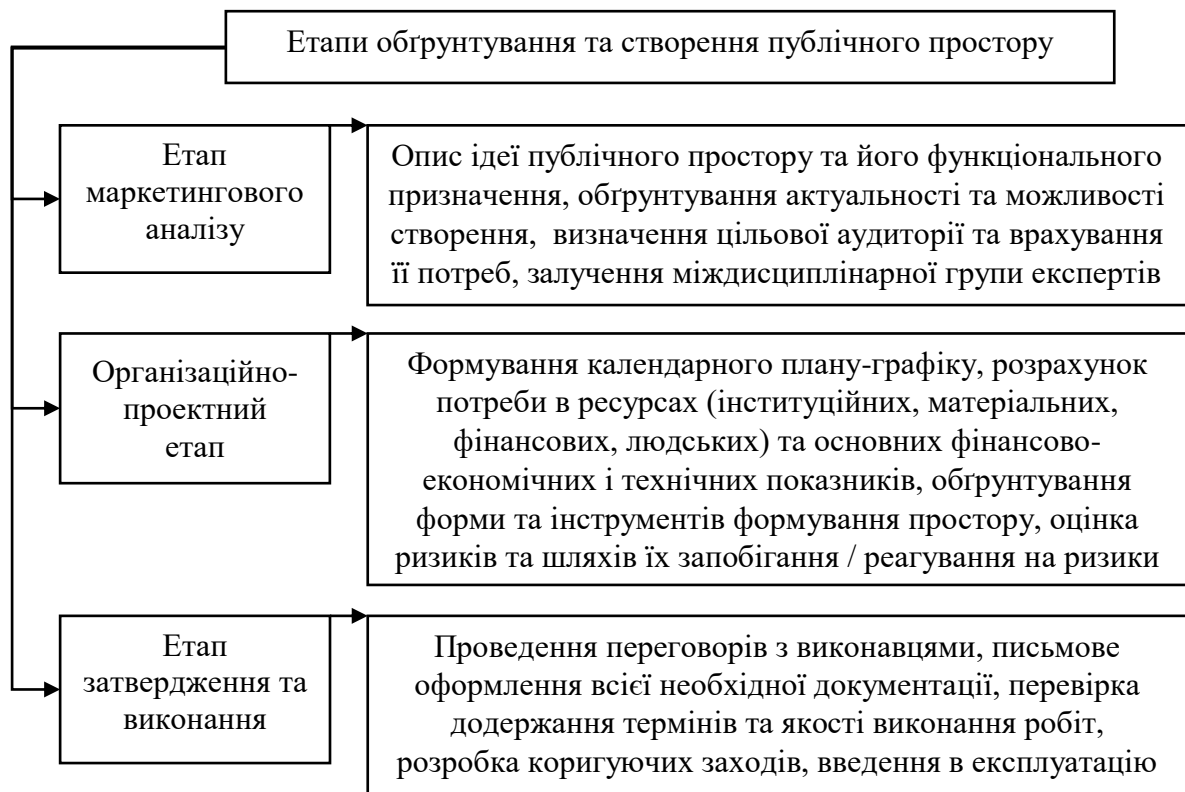 Етапи обґрунтування та створення публічного простору
Етап
маркетингового
аналізу
Опис ідеї публічного простору та його функціонального
призначення, обґрунтування актуальності та можливості
створення, визначення цільової аудиторії та врахування
її потреб, залучення міждисциплінарної групи експертів
Організаційно-
проектний
етап
Формування календарного плану-графіку, розрахунок
потреби в ресурсах (інституційних, матеріальних,
фінансових, людських) та основних фінансово-
економічних і технічних показників, обґрунтування
форми та інструментів формування простору, оцінка
ризиків та шляхів їх запобігання / реагування на ризики
Етап
затвердження та
виконання
Проведення переговорів з виконавцями, письмове
оформлення всієї необхідної документації, перевірка
додержання термінів та якості виконання робіт,
розробка коригуючих заходів, введення в експлуатацію